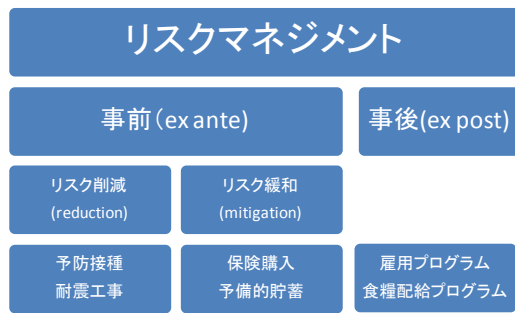 リスクマネジメント
事前（ex ante)
事後(ex post)
リスク削減
(reduction)
リスク緩和
(mitigation)
予防接種
耐震工事
保険購入
予備的貯蓄
雇用プログラム
食糧配給プログラム